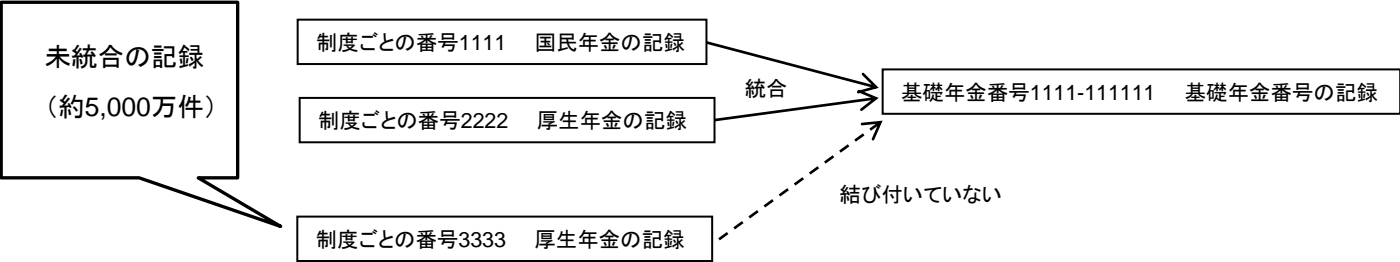 未統合の記録
（約5,000万件）
制度ごとの番号1111　国民年金の記録
制度ごとの番号2222　厚生年金の記録
統合
基礎年金番号1111-111111　基礎年金番号の記録
結び付いていない
制度ごとの番号3333　厚生年金の記録